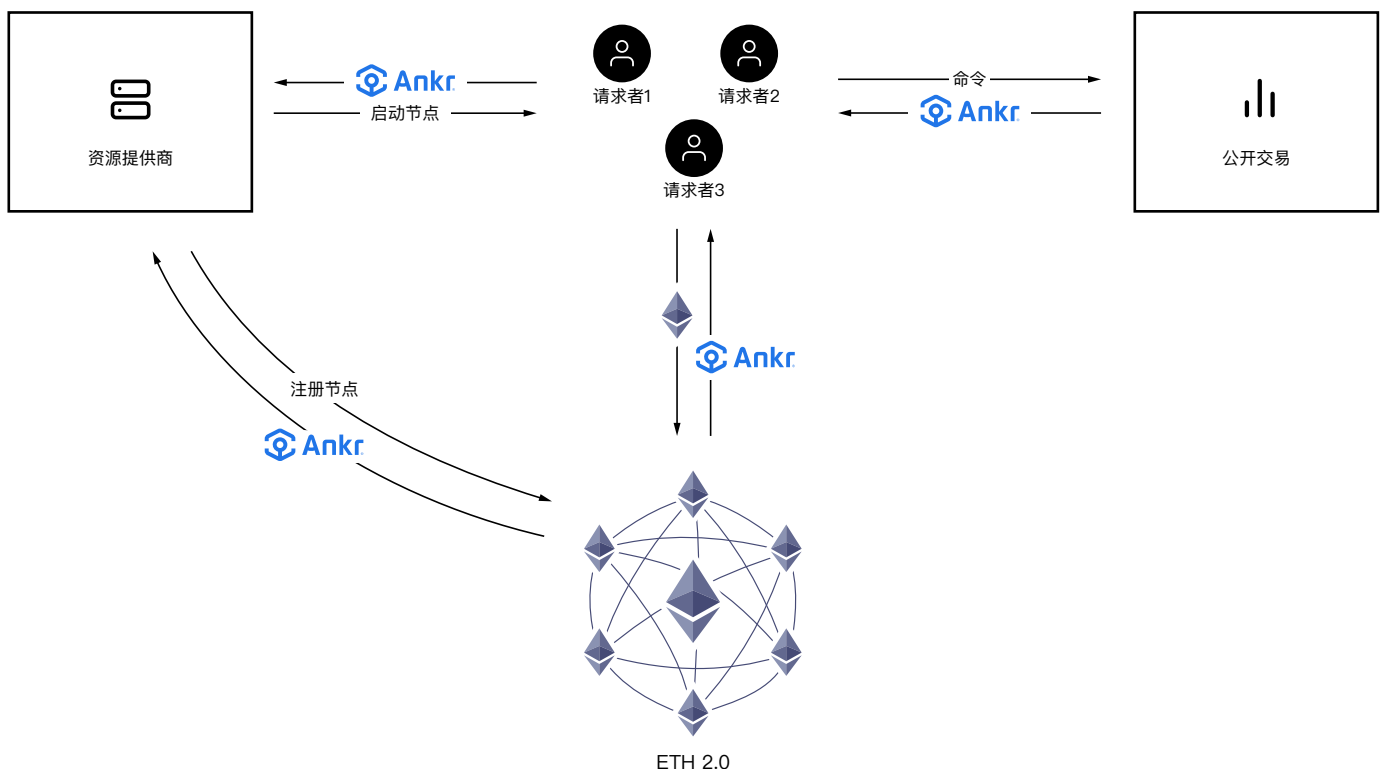 Ankr
启动节点
资源提供商
请求者1
请求者2
请求者3
命令
Ankr
公开交易
Ankr
注册节点
Ankr
ETH 2.0